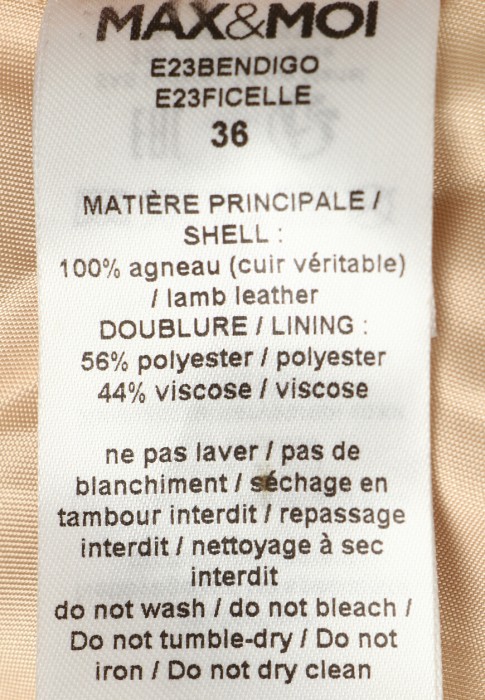 MAX&MOI
E23BENDIGO
E23FICELLE
36
MATIÈRE PRINCIPALE /
SHELL :
100% agneau (cuir véritable)
/ lamb leather
DOUBLURE / LINING :
56% polyester / polyester
44% viscose / viscose
ne pas laver / pas de
blanchiment / séchage en
tambour interdit / repassage
interdit / nettoyage à sec
interdit
do not wash / do not bleach /
Do not tumble-dry / Do not
iron / Do not dry clean